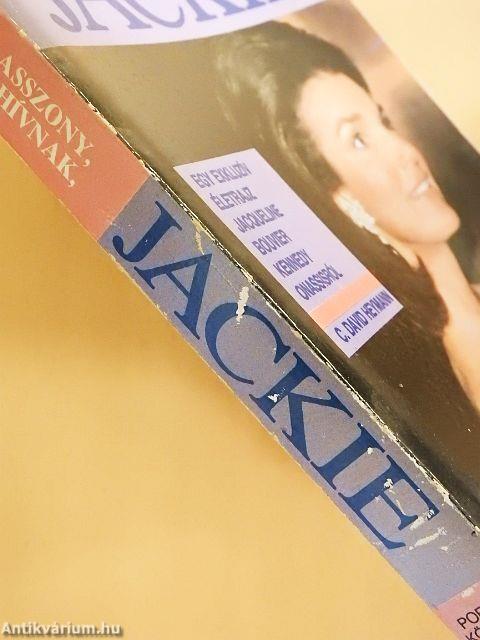 JACKIE
ASSZONY,
HÍVNAK,
JACKIE
EGY EXKLUZÍV
ÉLETRAJZ
JACQUELINE
BOUVIER
KENNEDY
ONASSISRÓL
C. DAVID HEYMANN
Antikvárium.hu